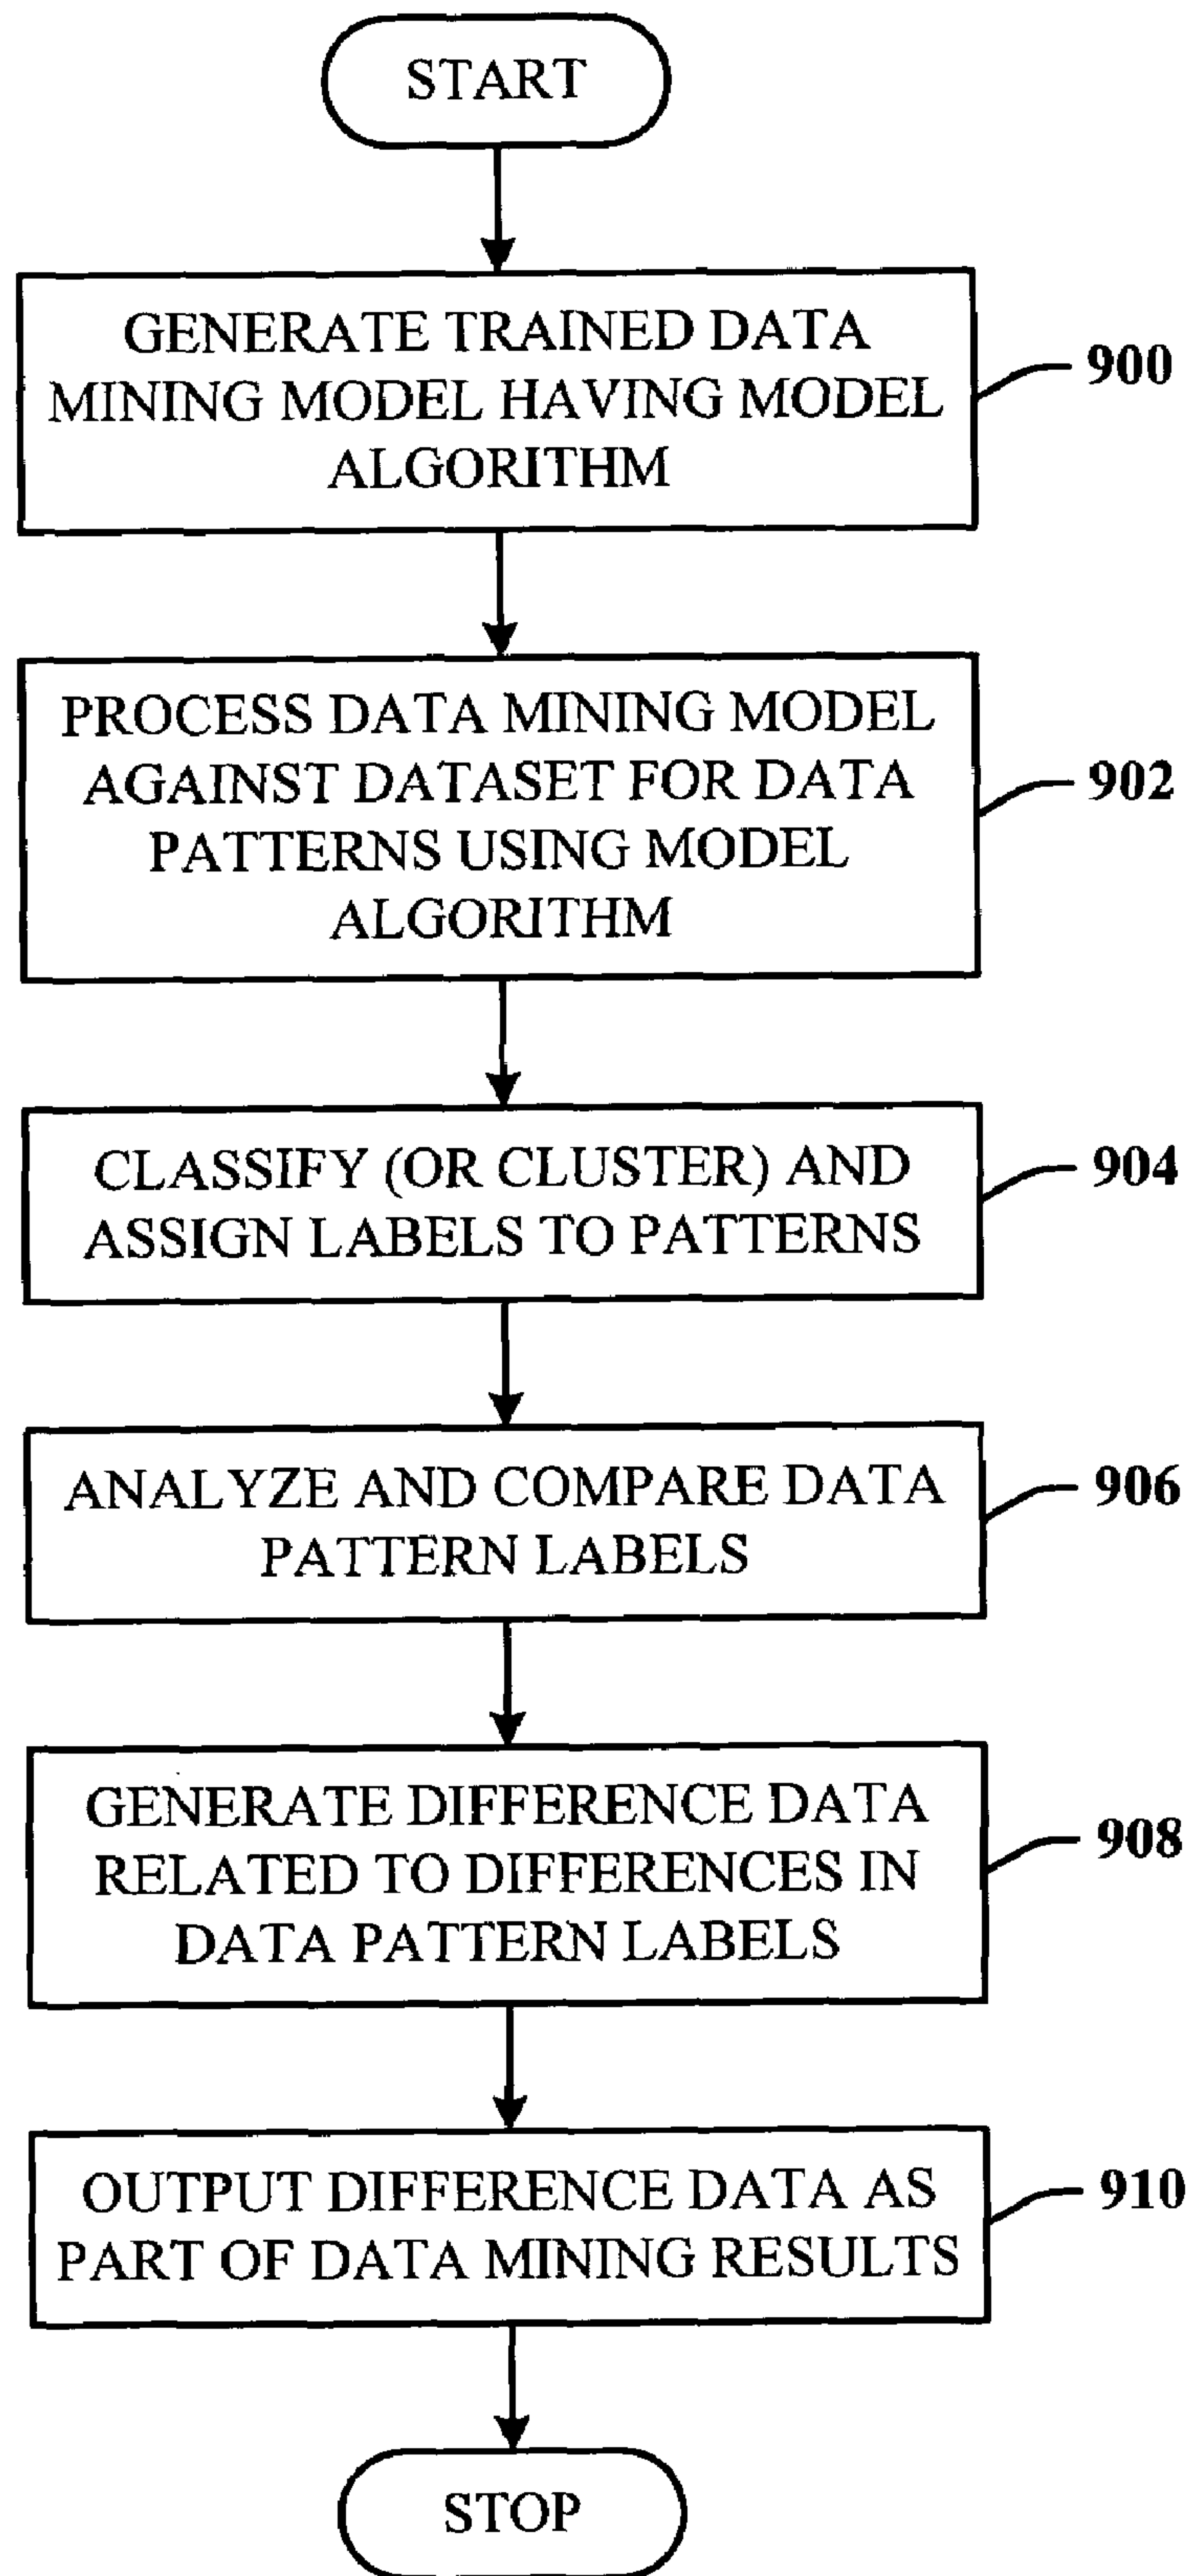 START
GENERATE TRAINED DATA
MINING MODEL HAVING MODEL
ALGORITHM
900
PROCESS DATA MINING MODEL
AGAINST DATASET FOR DATA
PATTERNS USING MODEL
ALGORITHM
902
CLASSIFY (OR CLUSTER) AND
ASSIGN LABELS TO PATTERNS
904
ANALYZE AND COMPARE DATA
PATTERN LABELS
906
GENERATE DIFFERENCE DATA
RELATED TO DIFFERENCES IN
DATA PATTERN LABELS
908
OUTPUT DIFFERENCE DATA AS
PART OF DATA MINING RESULTS
910
STOP